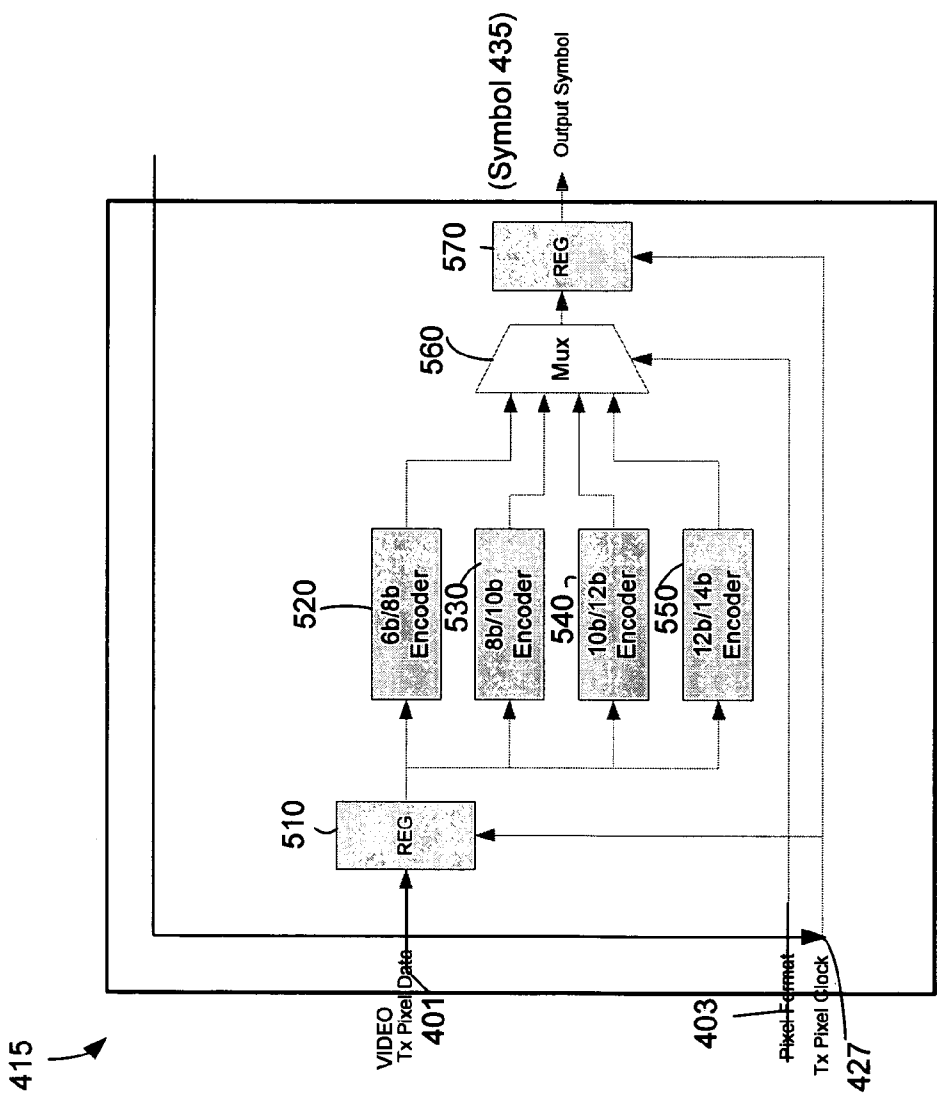 415
VIDEO
Tx Pixel Data
401
403
Pixel Format
Tx Pixel Clock
427
510
REG
520
6b/8b
Encoder
530
8b/10b
Encoder
540
10b/12b
Encoder
550
12b/14b
Encoder
560
Mux
570
REG
(Symbol 435)
Output Symbol